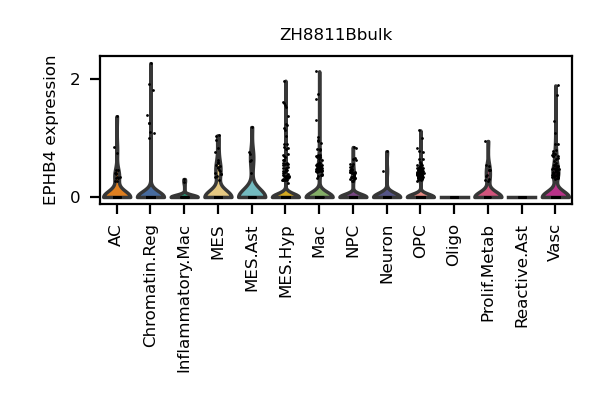 ZH8811Bbulk
EPHB4 expression
2
0
AC
Chromatin.Reg
Inflammatory.Mac
MES
MES.Ast
MES.Hyp
Mac
NPC
Neuron
OPC
Oligo
Prolif.Metab
Reactive.Ast
Vasc